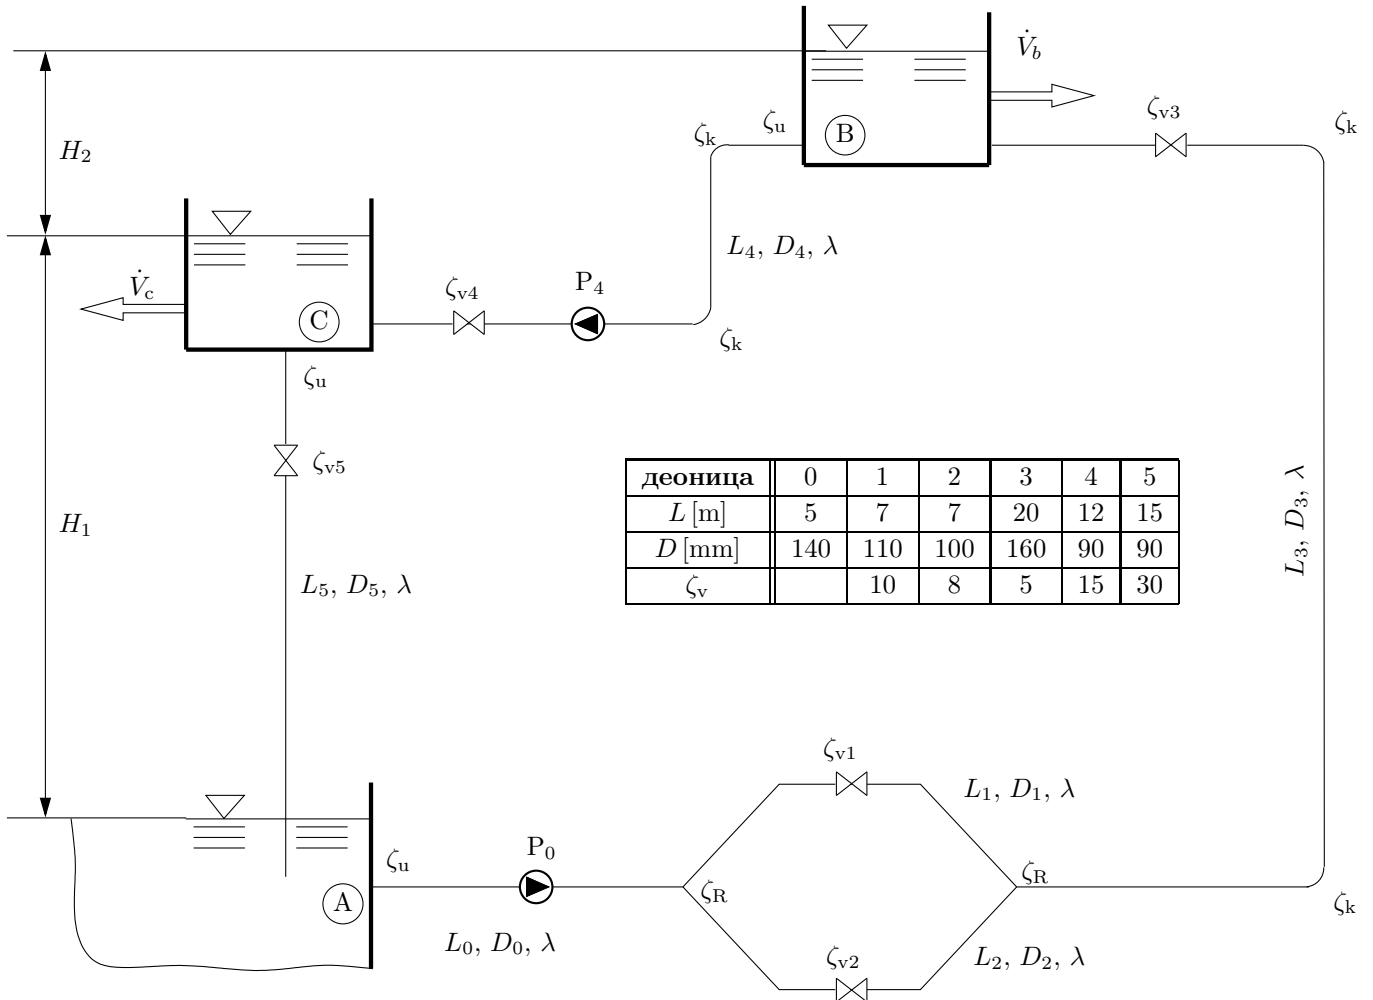 V̇b
ζv3
ζk
ζu
ζk
H2
B
L4, D4, λ
V̇c
C
ζv4
P4
ζk
ζu
ζv5
H1
деоница 0 1 2 3 4 5
L [m] 5 7 7 20 12 15
D [mm] 140 110 100 160 90 90
ζv 10 8 5 15 30
L3, D3, λ
L5, D5, λ
ζv1
L1, D1, λ
P0
ζu
ζR
ζR
A
ζk
L0, D0, λ
ζv2
L2, D2, λ